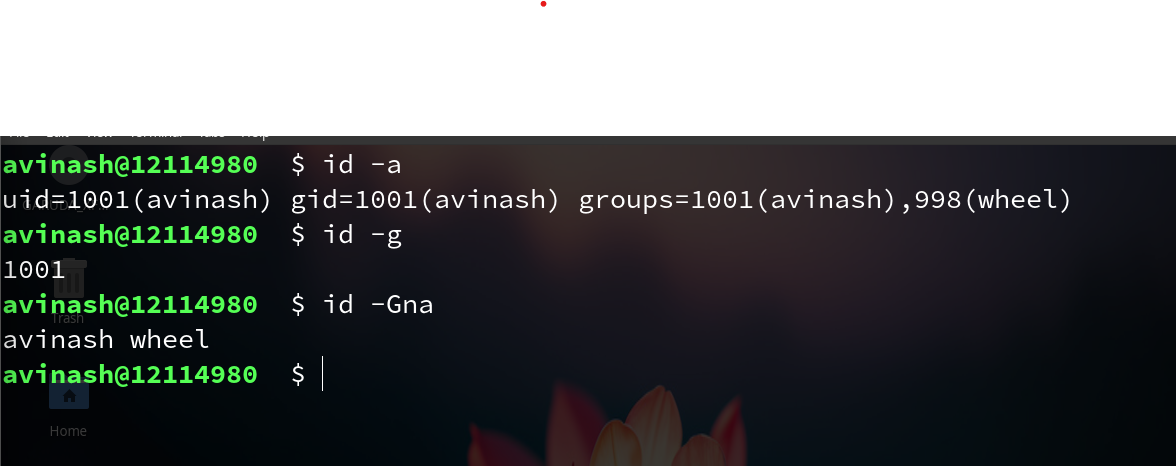 avinash@12114980 $ id -a
uid=1001(avinash) gid=1001(avinash) groups=1001(avinash),998(wheel)
avinash@12114980 $ id -g
1001
avinash@12114980 $ id -Gna
Trash
avinash wheel
avinash@12114980 $
Home